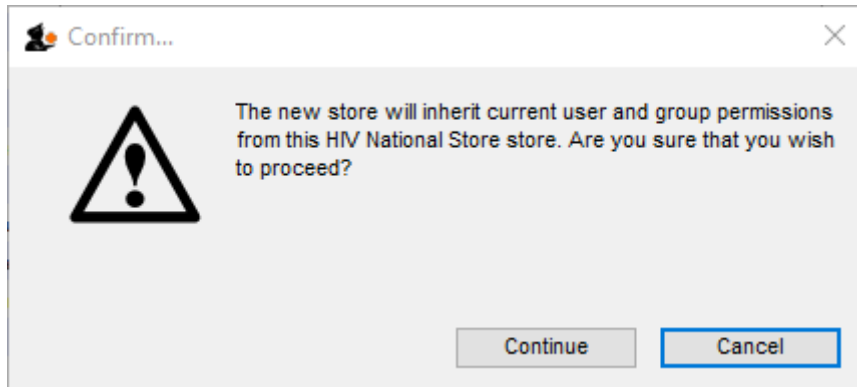 Confirm...
The new store will inherit current user and group permissions
from this HIV National Store store. Are you sure that you wish
to proceed?
Continue
Cancel